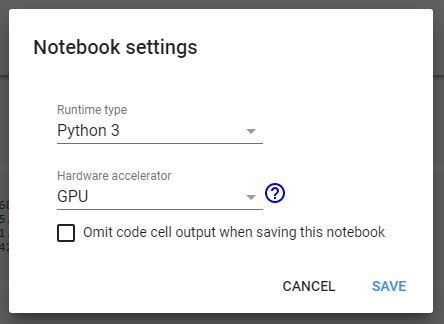 Notebook settings
Runtime type
Python 3
Hardware accelerator
GPU
?
Omit code cell output when saving this notebook
CANCEL SAVE